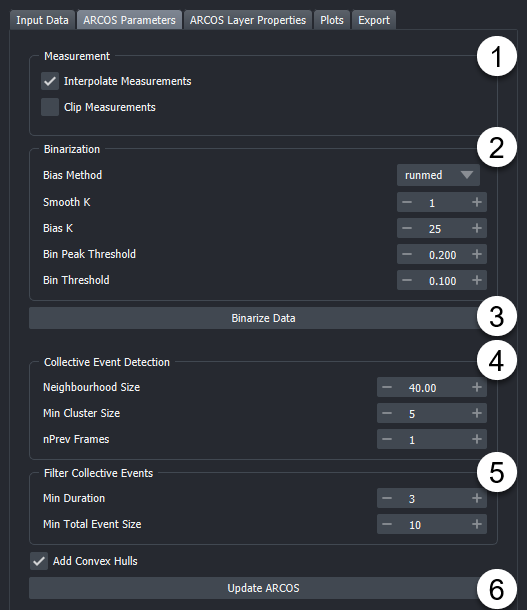 Input Data ARCOS Parameters ARCOS Layer Properties Plots Export
Measurement 1
Interpolate Measurements
Clip Measurements
Binarization 2
Bias Method runmed
Smooth K − 1 +
Bias K − 25 +
Bin Peak Threshold − 0.200 +
Bin Threshold − 0.100 +
Binarize Data 3
Collective Event Detection 4
Neighbourhood Size − 40.00 +
Min Cluster Size − 5 +
nPrev Frames − 1 +
Filter Collective Events 5
Min Duration − 3 +
Min Total Event Size − 10 +
Add Convex Hulls
Update ARCOS 6